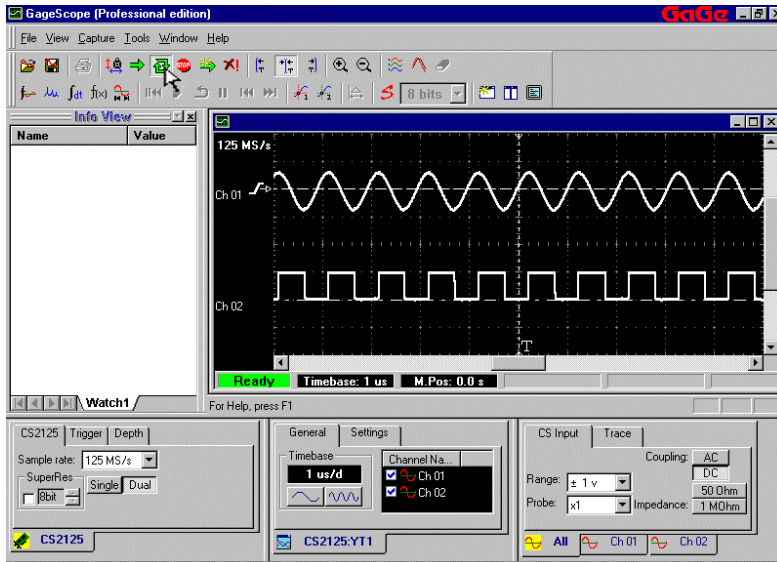 GageScope (Professional edition)
GaGe
File View Capture Tools Window Help
∫dt f(x)
1 2
S 8 bits
Info View
Name Value
125 MS/s
Ch 01
Ch 02
T
Ready Timebase: 1 us M.Pos: 0.0 s
Watch1
For Help, press F1
CS2125 Trigger Depth
Sample rate: 125 MS/s
SuperRes
8bit
Single Dual
CS2125
General Settings
Timebase
1 us/d
Channel Na...
Ch 01
Ch 02
CS2125:YT1
CS Input Trace
Coupling: AC
DC
Range: ± 1 v
50 Ohm
Probe: x1
Impedance: 1 MOhm
All Ch 01 Ch 02